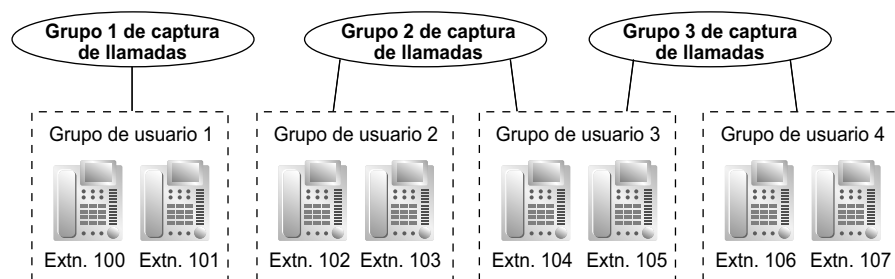 Grupo 1 de captura
de llamadas
Grupo 2 de captura
de llamadas
Grupo 3 de captura
de llamadas
Grupo de usuario 1
Grupo de usuario 2
Grupo de usuario 3
Grupo de usuario 4
Extn. 100
Extn. 101
Extn. 102
Extn. 103
Extn. 104
Extn. 105
Extn. 106
Extn. 107